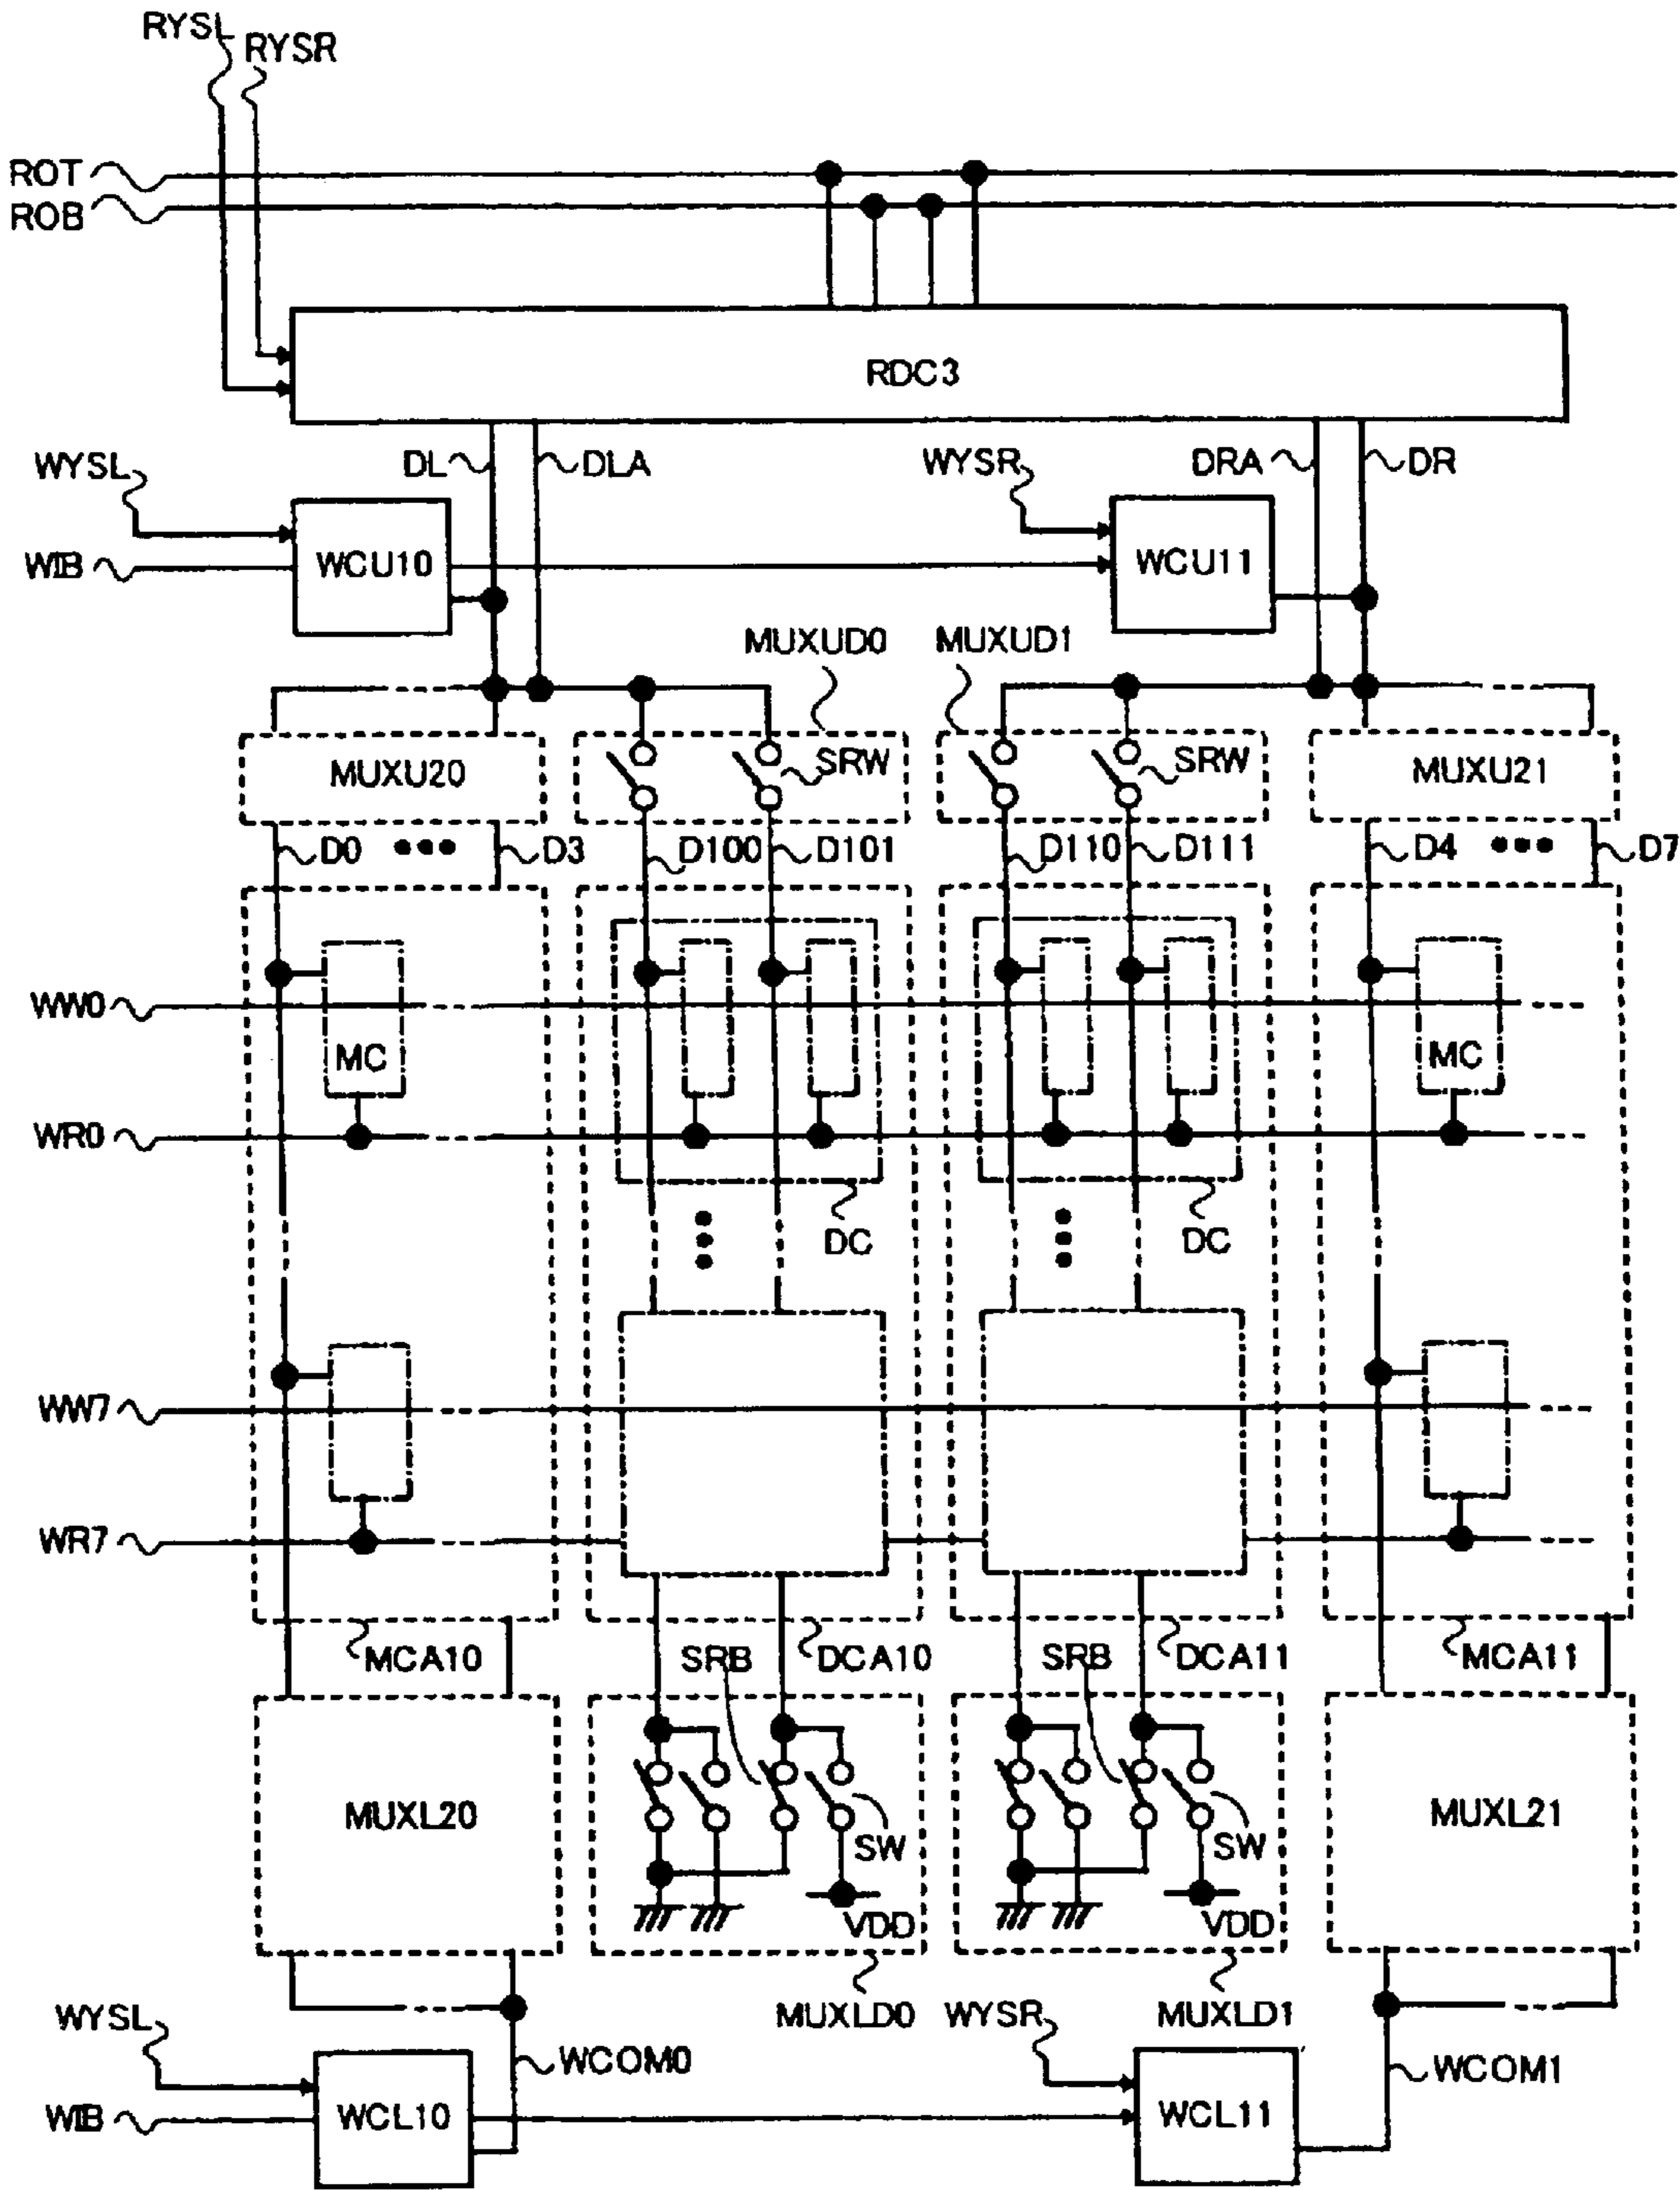 RYSL
RYSR
ROT
ROB
RDC3
WYSL
DL
DLA
WYSR
DRA
DR
WIB
WCU10
WCU11
MUXUD0
MUXUD1
MUXU20
SRW
SRW
MUXU21
D0
D3
D100
D101
D110
D111
D4
D7
WW0
MC
MC
WR0
DC
DC
WW7
WR7
MCA10
SRB
DCA10
SRB
DCA11
MCA11
MUXL20
SW
SW
MUXL21
VDD
VDD
WYSL
MUXLD0
WYSR
MUXLD1
WCOM0
WCOM1
WIB
WCL10
WCL11